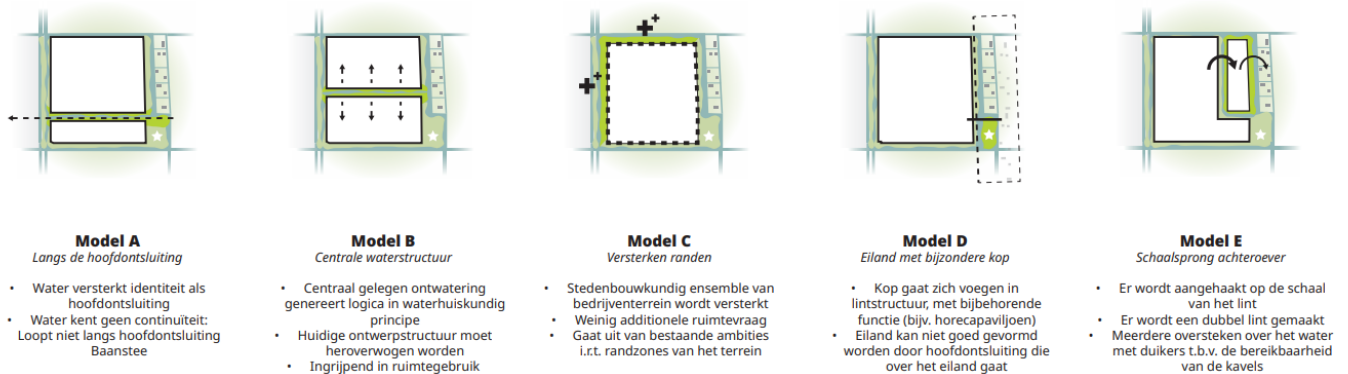 Model A
Langs de hoofdontsluiting
• Water versterkt identiteit als
hoofdontsluiting
• Water kent geen continuïteit:
Loopt niet langs hoofdontsluiting
Baanstee
Model B
Centrale waterstructuur
• Centraal gelegen ontwatering
genereert logica in waterhuiskundig
principe
• Huidige ontwerpstructuur moet
heroverwogen worden
• Ingrijpend in ruimtegebruik
Model C
Versterken randen
• Stedenbouwkundig ensemble van
bedrijventerrein wordt versterkt
• Weinig additionele ruimtevraag
• Gaat uit van bestaande ambities
i.r.t. randzones van het terrein
Model D
Eiland met bijzondere kop
• Kop gaat zich voegen in
lintstructuur, met bijbehorende
functie (bijv. horecapaviljoen)
• Eiland kan niet goed gevormd
worden door hoofdontsluiting die
over het eiland gaat
Model E
Schaalsprong achteroever
• Er wordt aangehaakt op de schaal
van het lint
• Er wordt een dubbel lint gemaakt
• Meerdere oversteken over het water
met duikers t.b.v. de bereikbaarheid
van de kavels